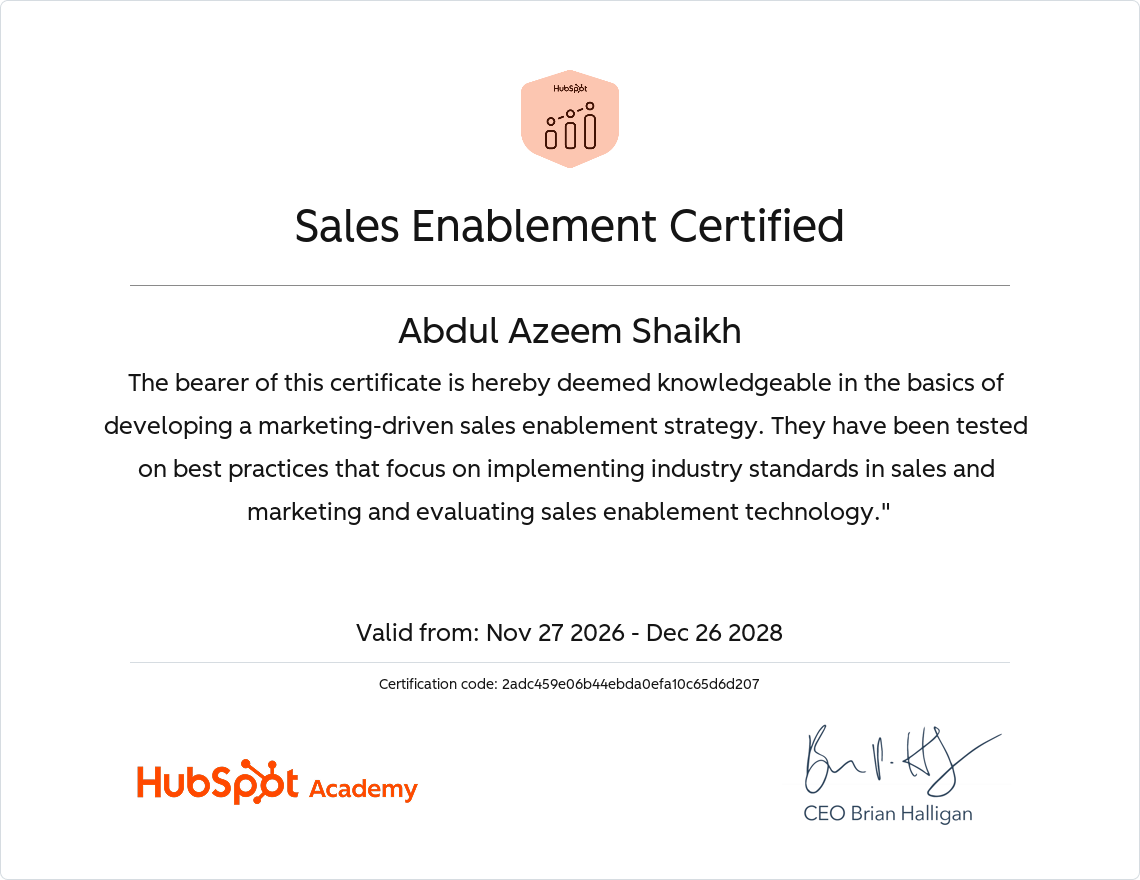 HubSpot
Sales Enablement Certified
Abdul Azeem Shaikh
The bearer of this certificate is hereby deemed knowledgeable in the basics of
developing a marketing-driven sales enablement strategy. They have been tested
on best practices that focus on implementing industry standards in sales and
marketing and evaluating sales enablement technology."
Valid from: Nov 27 2026 - Dec 26 2028
Certification code: 2adc459e06b44ebda0efa10c65d6d207
HubSpot Academy
CEO Brian Halligan